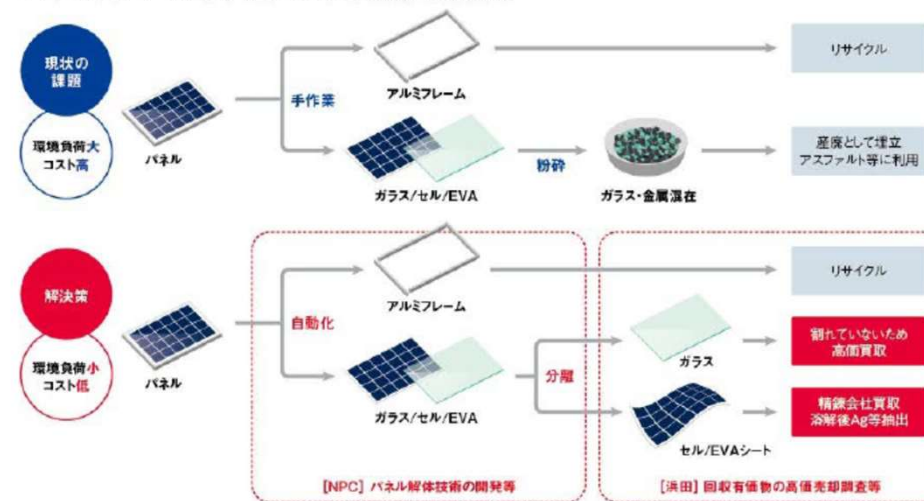 現状の
課題
環境負荷大
コスト高
パネル
手作業
アルミフレーム
リサイクル
ガラス/セル/EVA
粉砕
ガラス・金属混在
産廃として埋立
アスファルト等に利用
解決策
環境負荷小
コスト低
パネル
自動化
アルミフレーム
リサイクル
ガラス/セル/EVA
分離
ガラス
割れていないため
高価買取
セル/EVAシート
精錬会社買取
溶解後Ag等抽出
[NPC] パネル解体技術の開発等
[浜田] 回収有価物の高価売却調査等